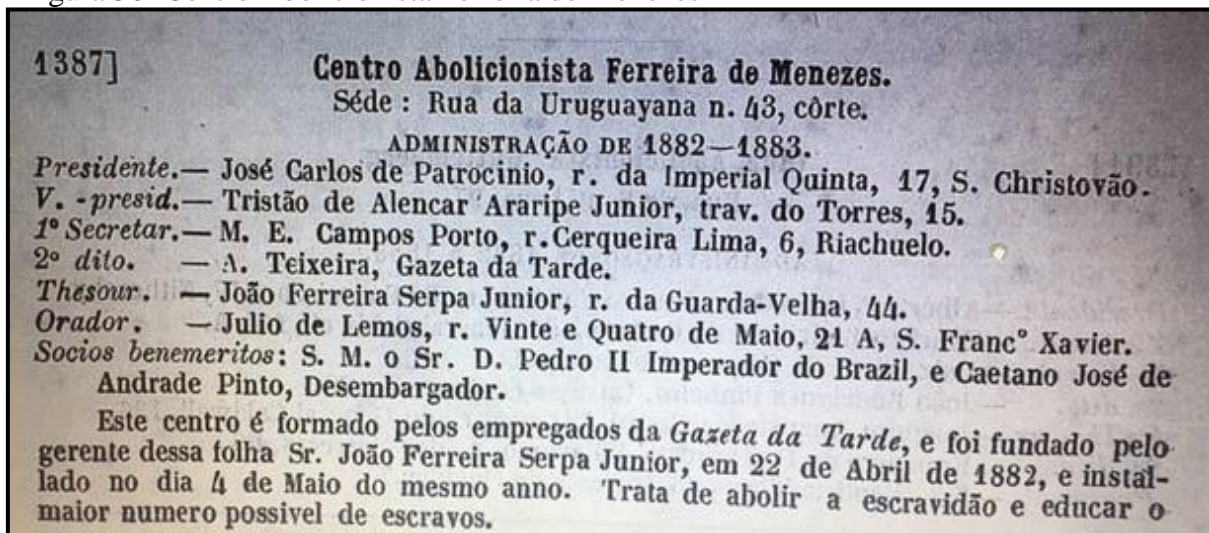 1387]
Centro Abolicionista Ferreira de Menezes.
Séde : Rua da Uruguayana n. 43, côrte.
ADMINISTRAÇÃO DE 1882—1883.
Presidente.— José Carlos de Patrocinio, r. da Imperial Quinta, 17, S. Christovão.
V. -presid.— Tristão de Alencar Araripe Junior, trav. do Torres, 15.
1º Secretar.— M. E. Campos Porto, r. Cerqueira Lima, 6, Riachuelo.
2º dito. — A. Teixeira, Gazeta da Tarde.
Thesour. — João Ferreira Serpa Junior, r. da Guarda-Velha, 44.
Orador. — Julio de Lemos, r. Vinte e Quatro de Maio, 21 A, S. Francº Xavier.
Socios benemeritos: S. M. o Sr. D. Pedro II Imperador do Brazil, e Caetano José de
Andrade Pinto, Desembargador.
Este centro é formado pelos empregados da Gazeta da Tarde, e foi fundado pelo
gerente dessa folha Sr. João Ferreira Serpa Junior, em 22 de Abril de 1882, e instal-
lado no dia 4 de Maio do mesmo anno. Trata de abolir a escravidão e educar o
maior numero possivel de escravos.